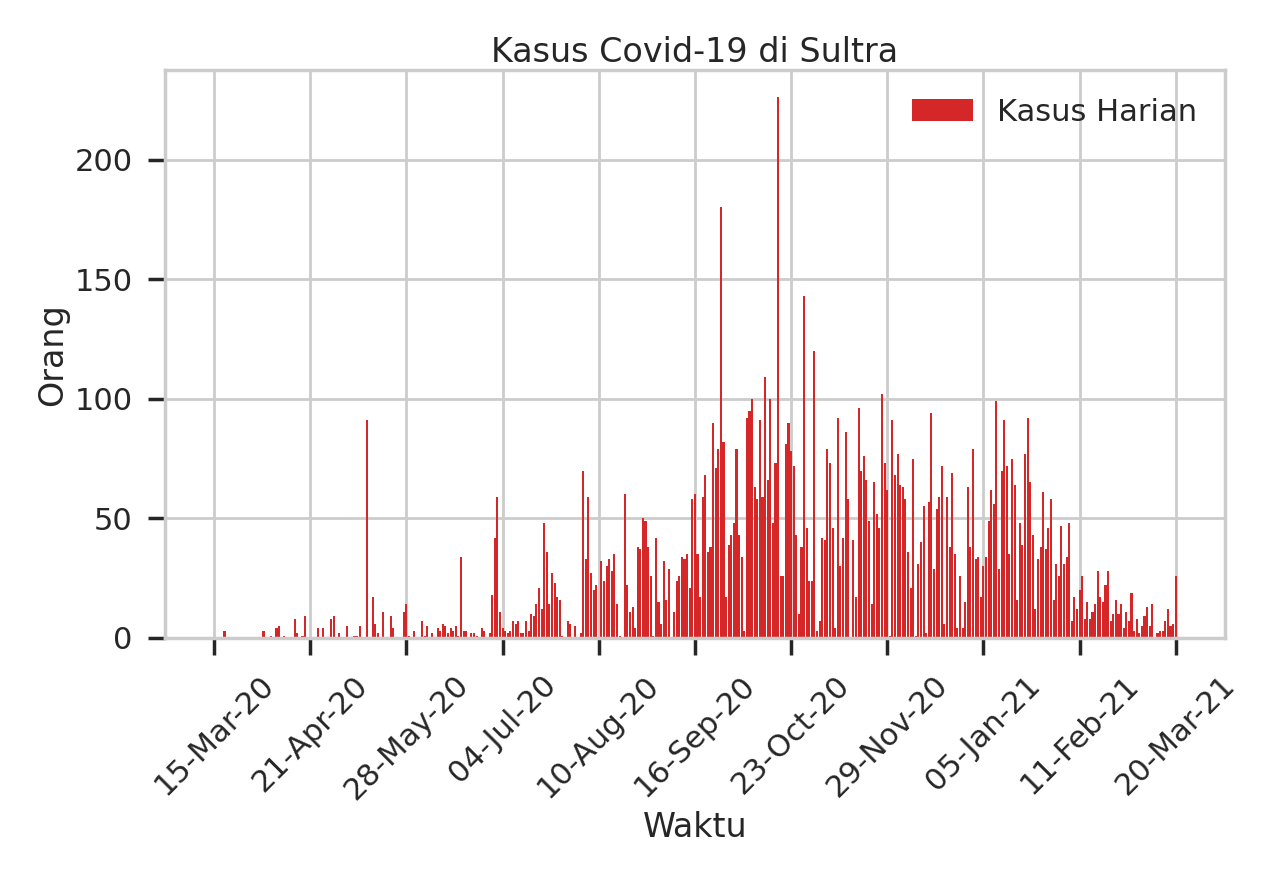 Kasus Covid-19 di Sultra
Kasus Harian
Orang
200
150
100
50
0
15-Mar-20
21-Apr-20
28-May-20
04-Jul-20
10-Aug-20
16-Sep-20
23-Oct-20
29-Nov-20
05-Jan-21
11-Feb-21
20-Mar-21
Waktu